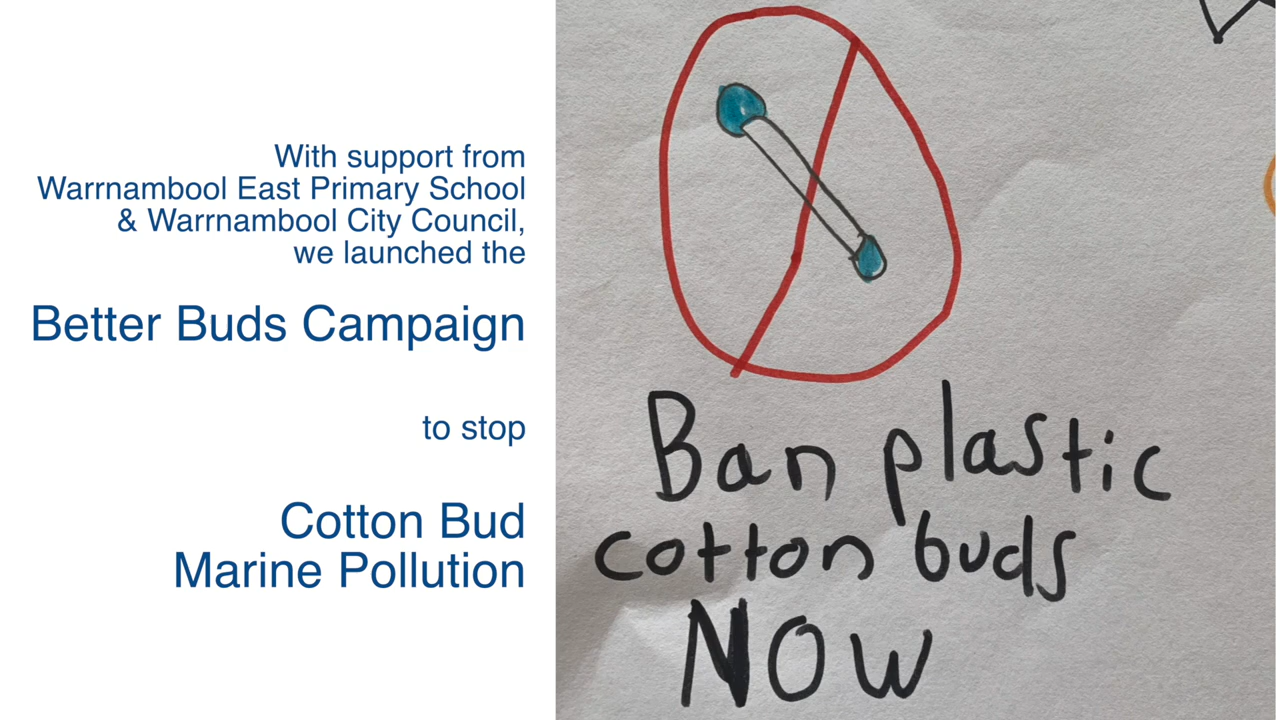 With support from
Warrnambool East Primary School
& Warrnambool City Council,
we launched the
Better Buds Campaign
to stop
Cotton Bud
Marine Pollution
Ban plastic
cotton buds
NOW